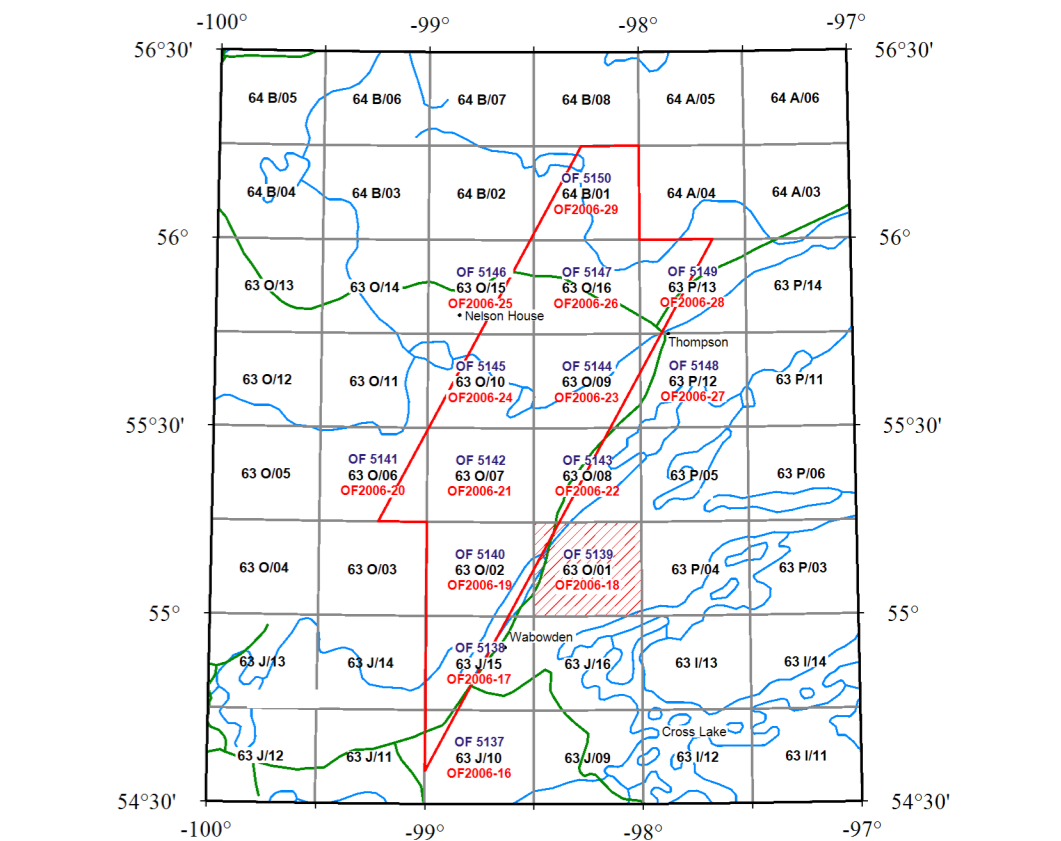 -100° -99° -98° -97°
56°30' 56°30'
64 B/05 64 B/06 64 B/07 64 B/08 64 A/05 64 A/06
OF 5150
64 B/04 64 B/03 64 B/02 64 B/01 64 A/04 64 A/03
OF2006-29
56° 56°
OF 5146 OF 5147 OF 5149
63 O/13 63 O/14 63 O/15 63 O/16 63 P/13 63 P/14
OF2006-25 OF2006-26 OF2006-28
Nelson House
Thompson
OF 5145 OF 5144 OF 5148
63 O/12 63 O/11 63 O/10 63 O/09 63 P/12 63 P/11
OF2006-24 OF2006-23 OF2006-27
55°30' 55°30'
OF 5141 OF 5142 OF 5143
63 O/05 63 O/06 63 O/07 63 O/08 63 P/05 63 P/06
OF2006-20 OF2006-21 OF2006-22
OF 5140 OF 5139
63 O/04 63 O/03 63 O/02 63 O/01 63 P/04 63 P/03
OF2006-19 OF2006-18
55° 55°
Wabowden
OF 5138
63 J/13 63 J/14 63 J/15 63 J/16 63 I/13 63 I/14
OF2006-17
Cross Lake
OF 5137
63 J/12 63 J/11 63 J/10 63 J/09 63 I/12 63 I/11
OF2006-16
54°30' 54°30'
-100° -99° -98° -97°